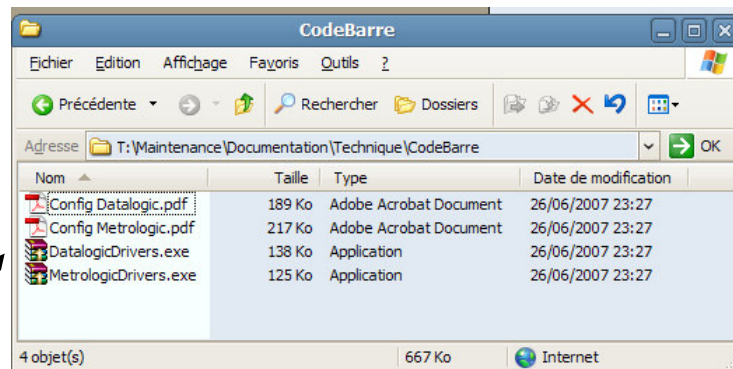 CodeBarre
Fichier Edition Affichage Favoris Outils ?
Précédente Rechercher Dossiers
Adresse T:\Maintenance\Documentation\Technique\CodeBarre OK
Nom Taille Type Date de modification
Config Datalogic.pdf 189 Ko Adobe Acrobat Document 26/06/2007 23:27
Config Metrologic.pdf 217 Ko Adobe Acrobat Document 26/06/2007 23:27
DatalogicDrivers.exe 138 Ko Application 26/06/2007 23:27
MetrologicDrivers.exe 125 Ko Application 26/06/2007 23:27
4 objet(s) 667 Ko Internet